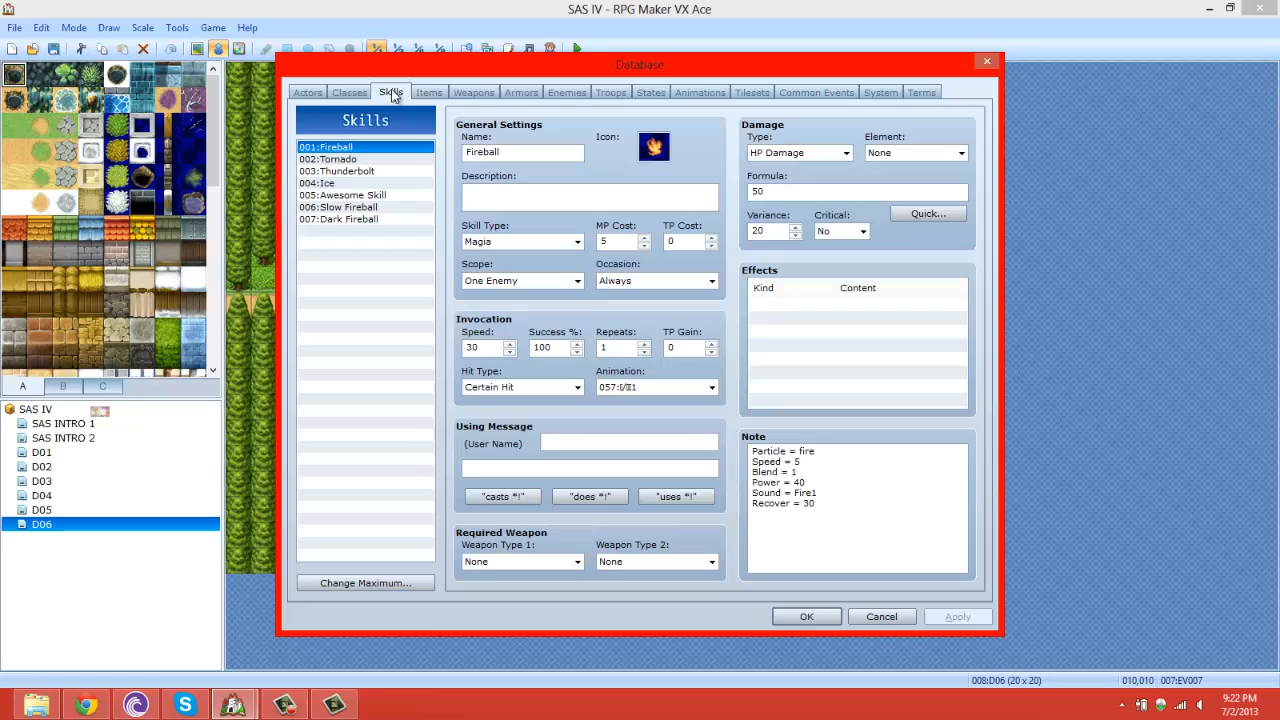 SAS IV - RPG Maker VX Ace
File Edit Mode Draw Scale Tools Game Help
Database
Actors Classes Skills Items Weapons Armors Enemies Troops States Animations Tilesets Common Events System Terms
Skills
001:Fireball
002:Tornado
003:Thunderbolt
004:Ice
005:Awesome Skill
006:Slow Fireball
007:Dark Fireball
Change Maximum...
General Settings
Name: Icon:
Fireball
Description:
Skill Type: MP Cost: TP Cost:
Magia 5 0
Scope: Occasion:
One Enemy Always
Invocation
Speed: Success %: Repeats: TP Gain:
30 100 1 0
Hit Type: Animation:
Certain Hit
Using Message
(User Name)
"casts *!" "does *!" "uses *!"
Required Weapon
Weapon Type 1: Weapon Type 2:
None None
Damage
Type: Element:
HP Damage None
Formula:
50
Variance: Critical:
20 No Quick...
Effects
Kind Content
Note
Particle = fire
Speed = 5
Blend = 1
Power = 40
Sound = Fire1
Recover = 30
OK Cancel Apply
A B C
SAS IV
SAS INTRO 1
SAS INTRO 2
D01
D02
D03
D04
D05
D06
008:D06 (20 x 20) 010,010 007:EV007
9:22 PM
7/2/2013